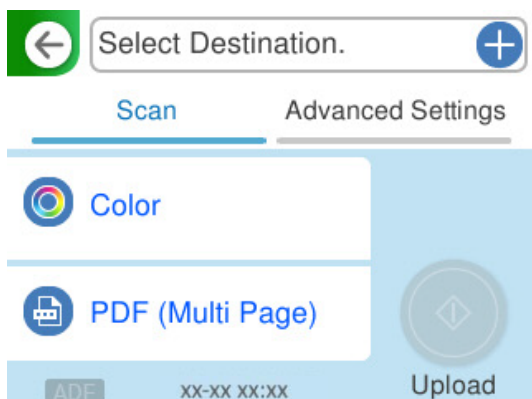 Select Destination.
Scan Advanced Settings
Color
PDF (Multi Page)
ADF xx-xx xx:xx Upload